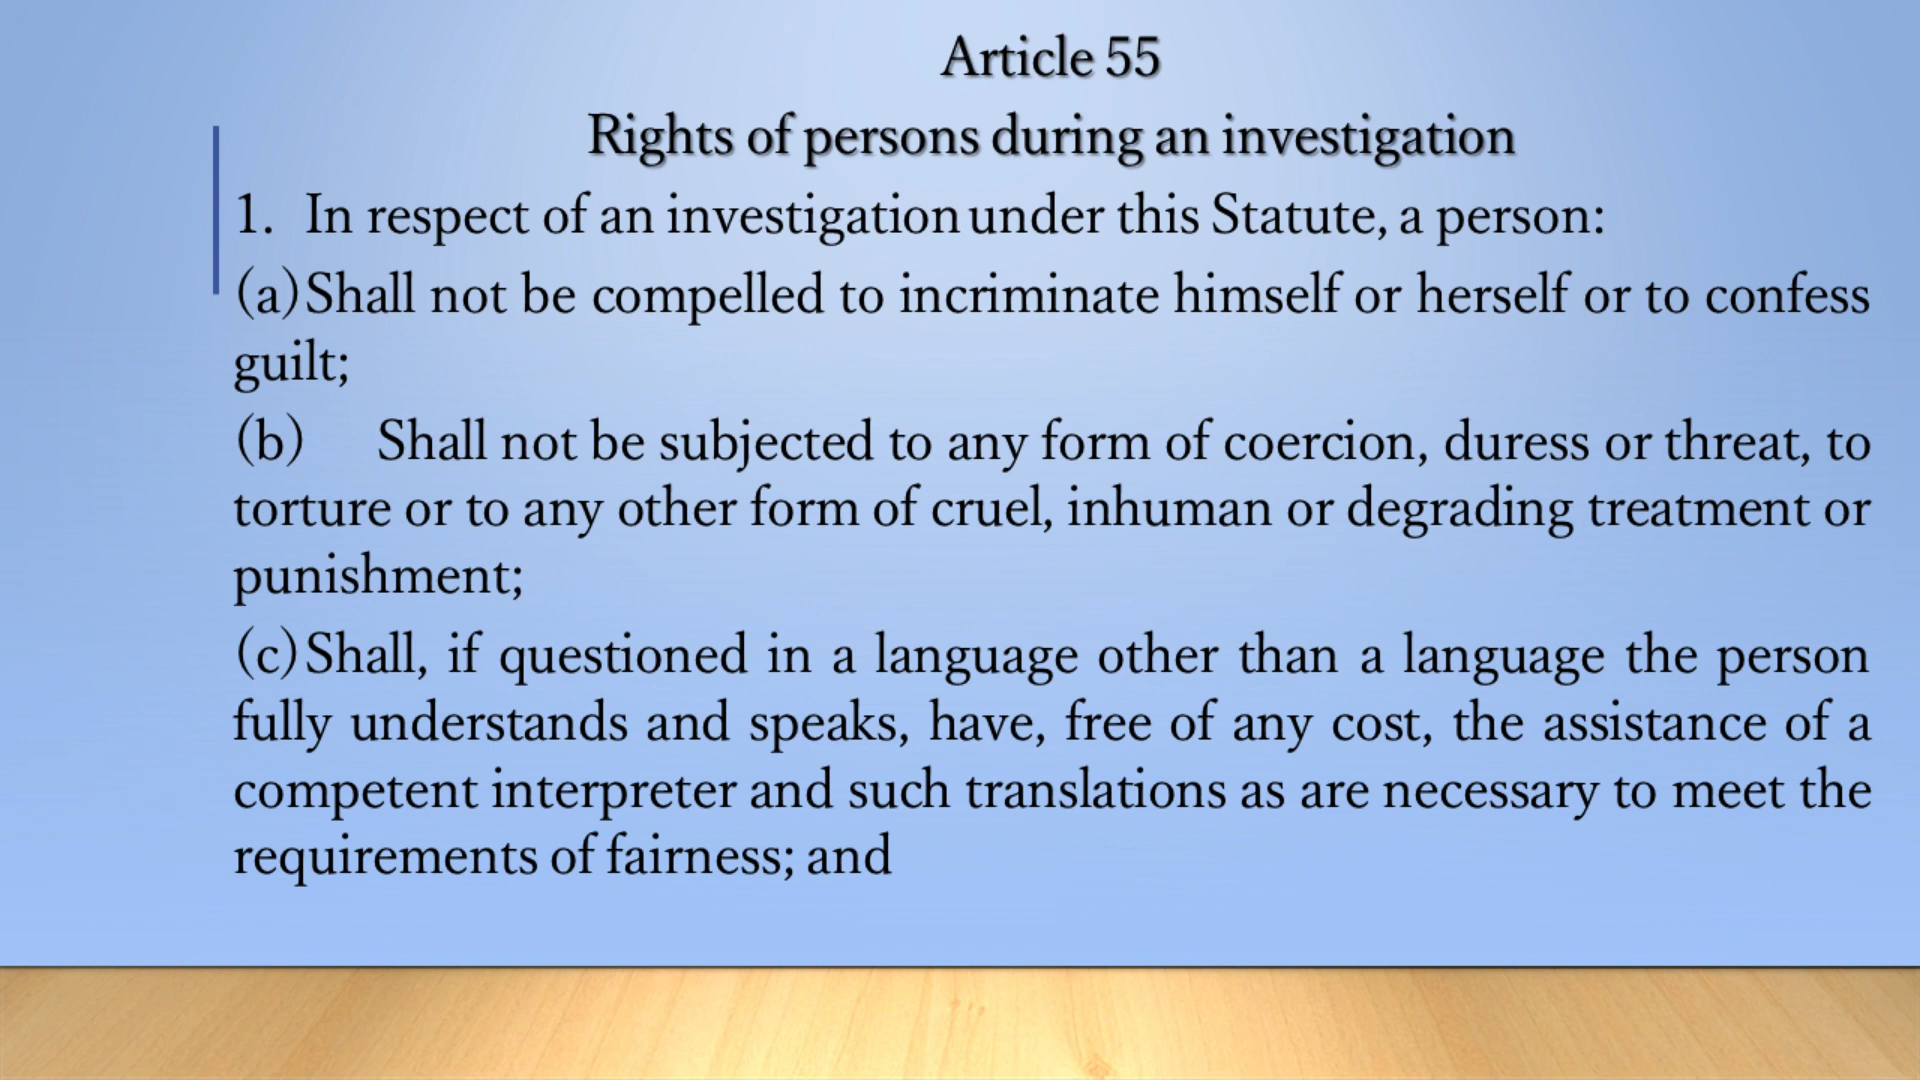 Article 55
Rights of persons during an investigation
1. In respect of an investigation under this Statute, a person:
(a) Shall not be compelled to incriminate himself or herself or to confess
guilt;
(b) Shall not be subjected to any form of coercion, duress or threat, to
torture or to any other form of cruel, inhuman or degrading treatment or
punishment;
(c) Shall, if questioned in a language other than a language the person
fully understands and speaks, have, free of any cost, the assistance of a
competent interpreter and such translations as are necessary to meet the
requirements of fairness; and